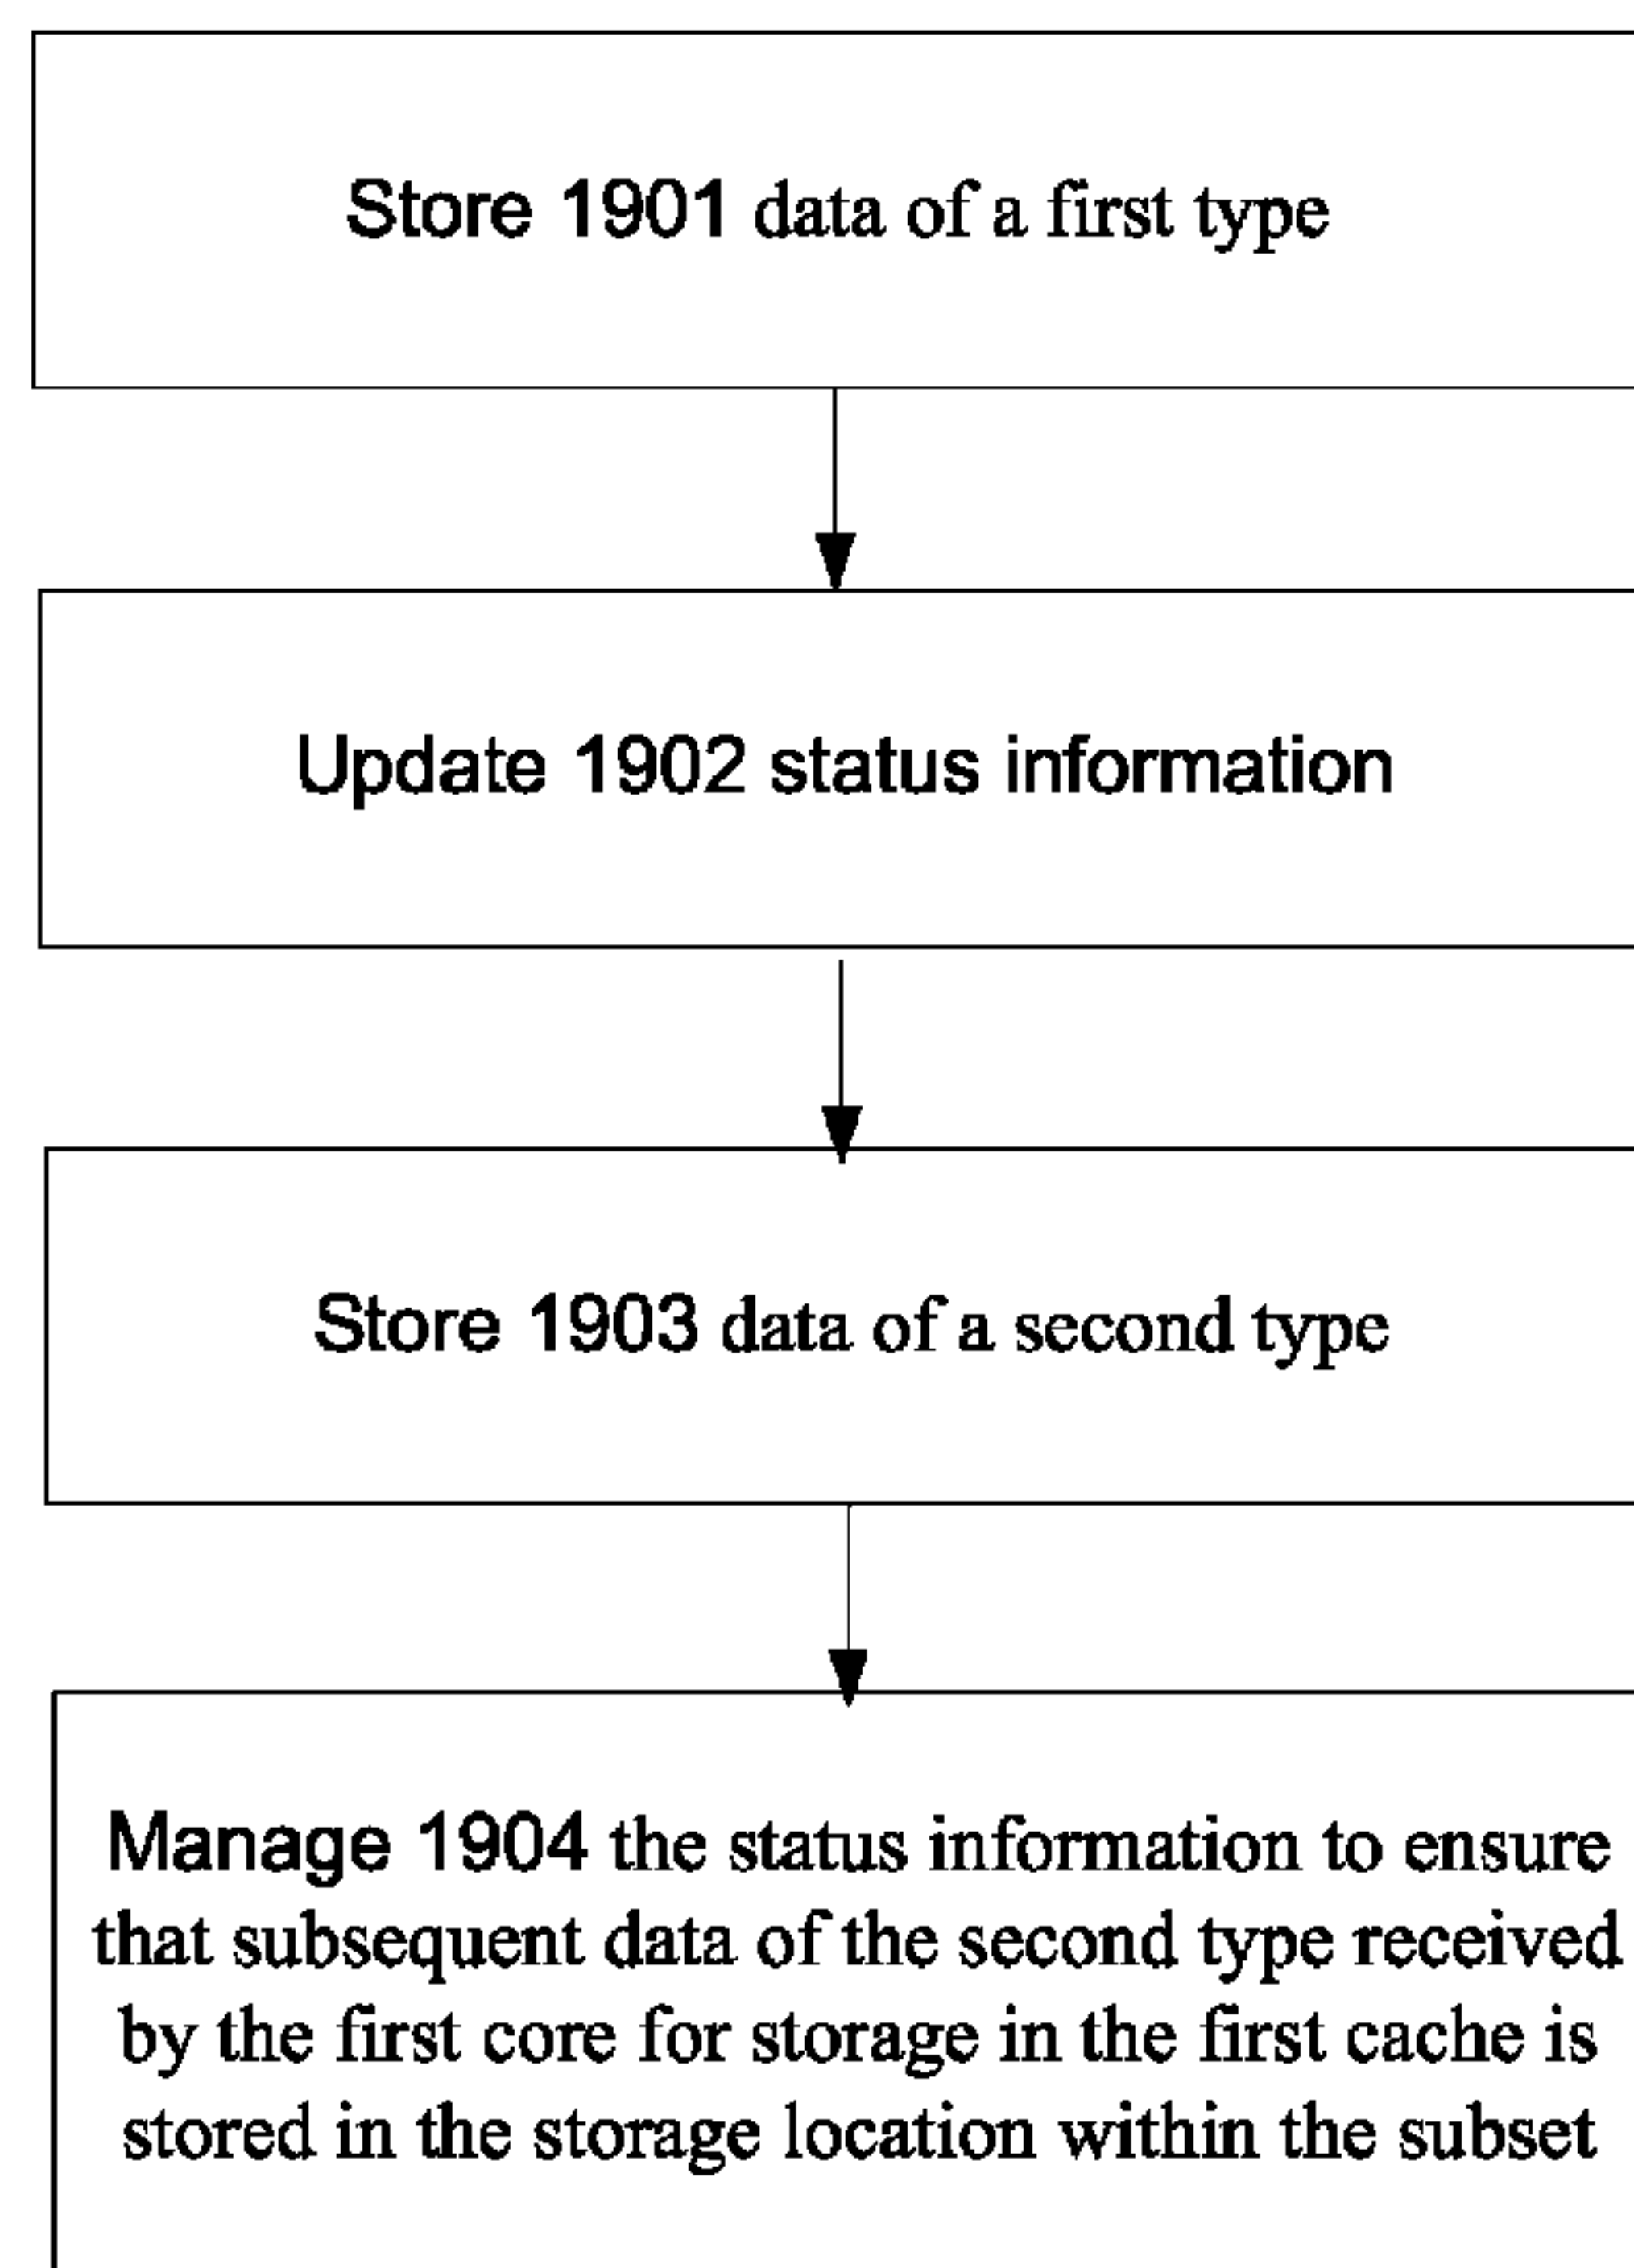 Store 1901 data of a first type
Update 1902 status information
Store 1903 data of a second type
Manage 1904 the status information to ensure
that subsequent data of the second type received
by the first core for storage in the first cache is
stored in the storage location within the subset